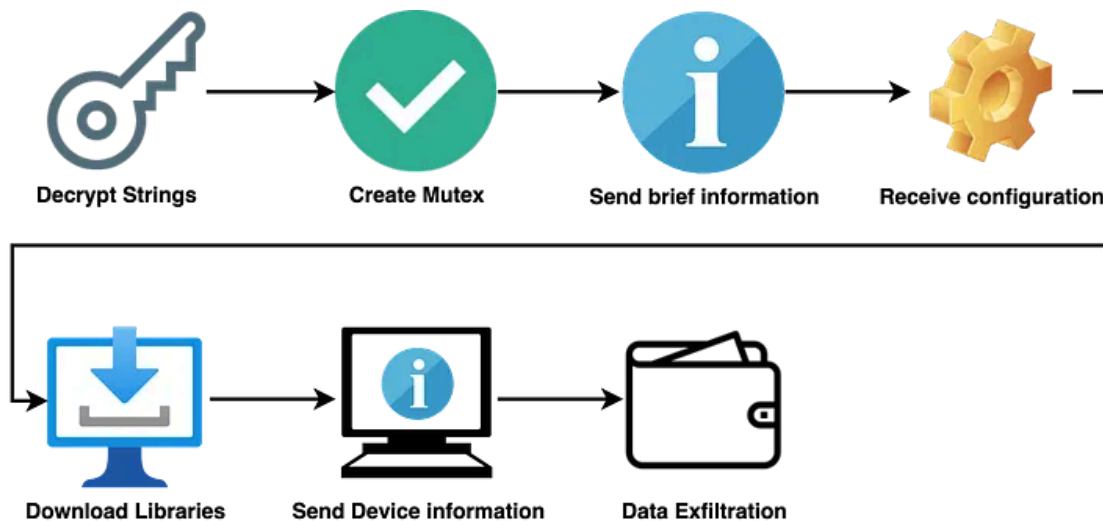 Decrypt Strings
Create Mutex
Send brief information
Receive configuration
Download Libraries
Send Device information
Data Exfiltration